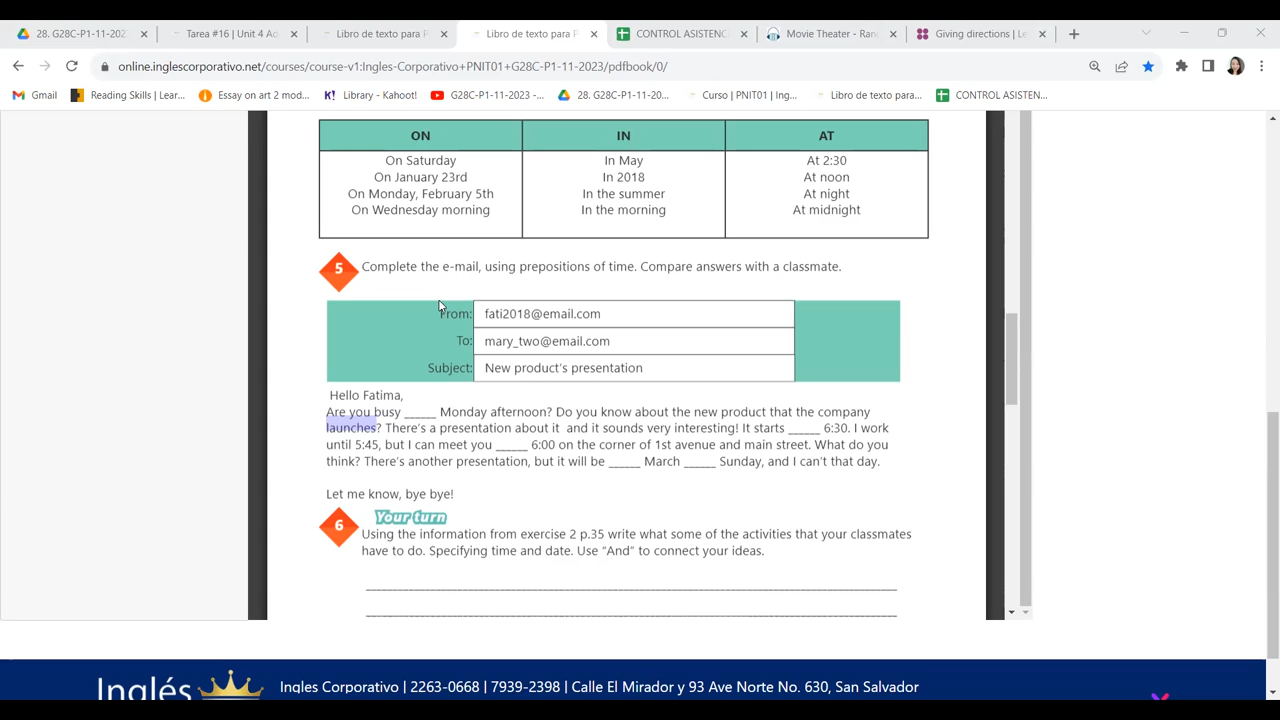 28. G28C-P1-11-202
Tarea #16 | Unit 4 Ad
Libro de texto para P
Libro de texto para P
CONTROL ASISTENC
Movie Theater - Ran
Giving directions | Le
online.inglescorporativo.net/courses/course-v1:Ingles-Corporativo+PNIT01+G28C-P1-11-2023/pdfbook/0/
Gmail
Reading Skills | Lear...
Essay on art 2 mod...
Library - Kahoot!
G28C-P1-11-2023 -...
28. G28C-P1-11-20...
Curso | PNIT01 | Ing...
Libro de texto para...
CONTROL ASISTEN...
ON IN AT
On Saturday In May At 2:30
On January 23rd In 2018 At noon
On Monday, February 5th In the summer At night
On Wednesday morning In the morning At midnight
5 Complete the e-mail, using prepositions of time. Compare answers with a classmate.
From: fati2018@email.com
To: mary_two@email.com
Subject: New product's presentation
Hello Fatima,
Are you busy ______ Monday afternoon? Do you know about the new product that the company
launches? There's a presentation about it and it sounds very interesting! It starts ______ 6:30. I work
until 5:45, but I can meet you ______ 6:00 on the corner of 1st avenue and main street. What do you
think? There's another presentation, but it will be ______ March ______ Sunday, and I can't that day.
Let me know, bye bye!
6 Your turn
Using the information from exercise 2 p.35 write what some of the activities that your classmates
have to do. Specifying time and date. Use "And" to connect your ideas.
Inglés
Ingles Corporativo | 2263-0668 | 7939-2398 | Calle El Mirador y 93 Ave Norte No. 630, San Salvador